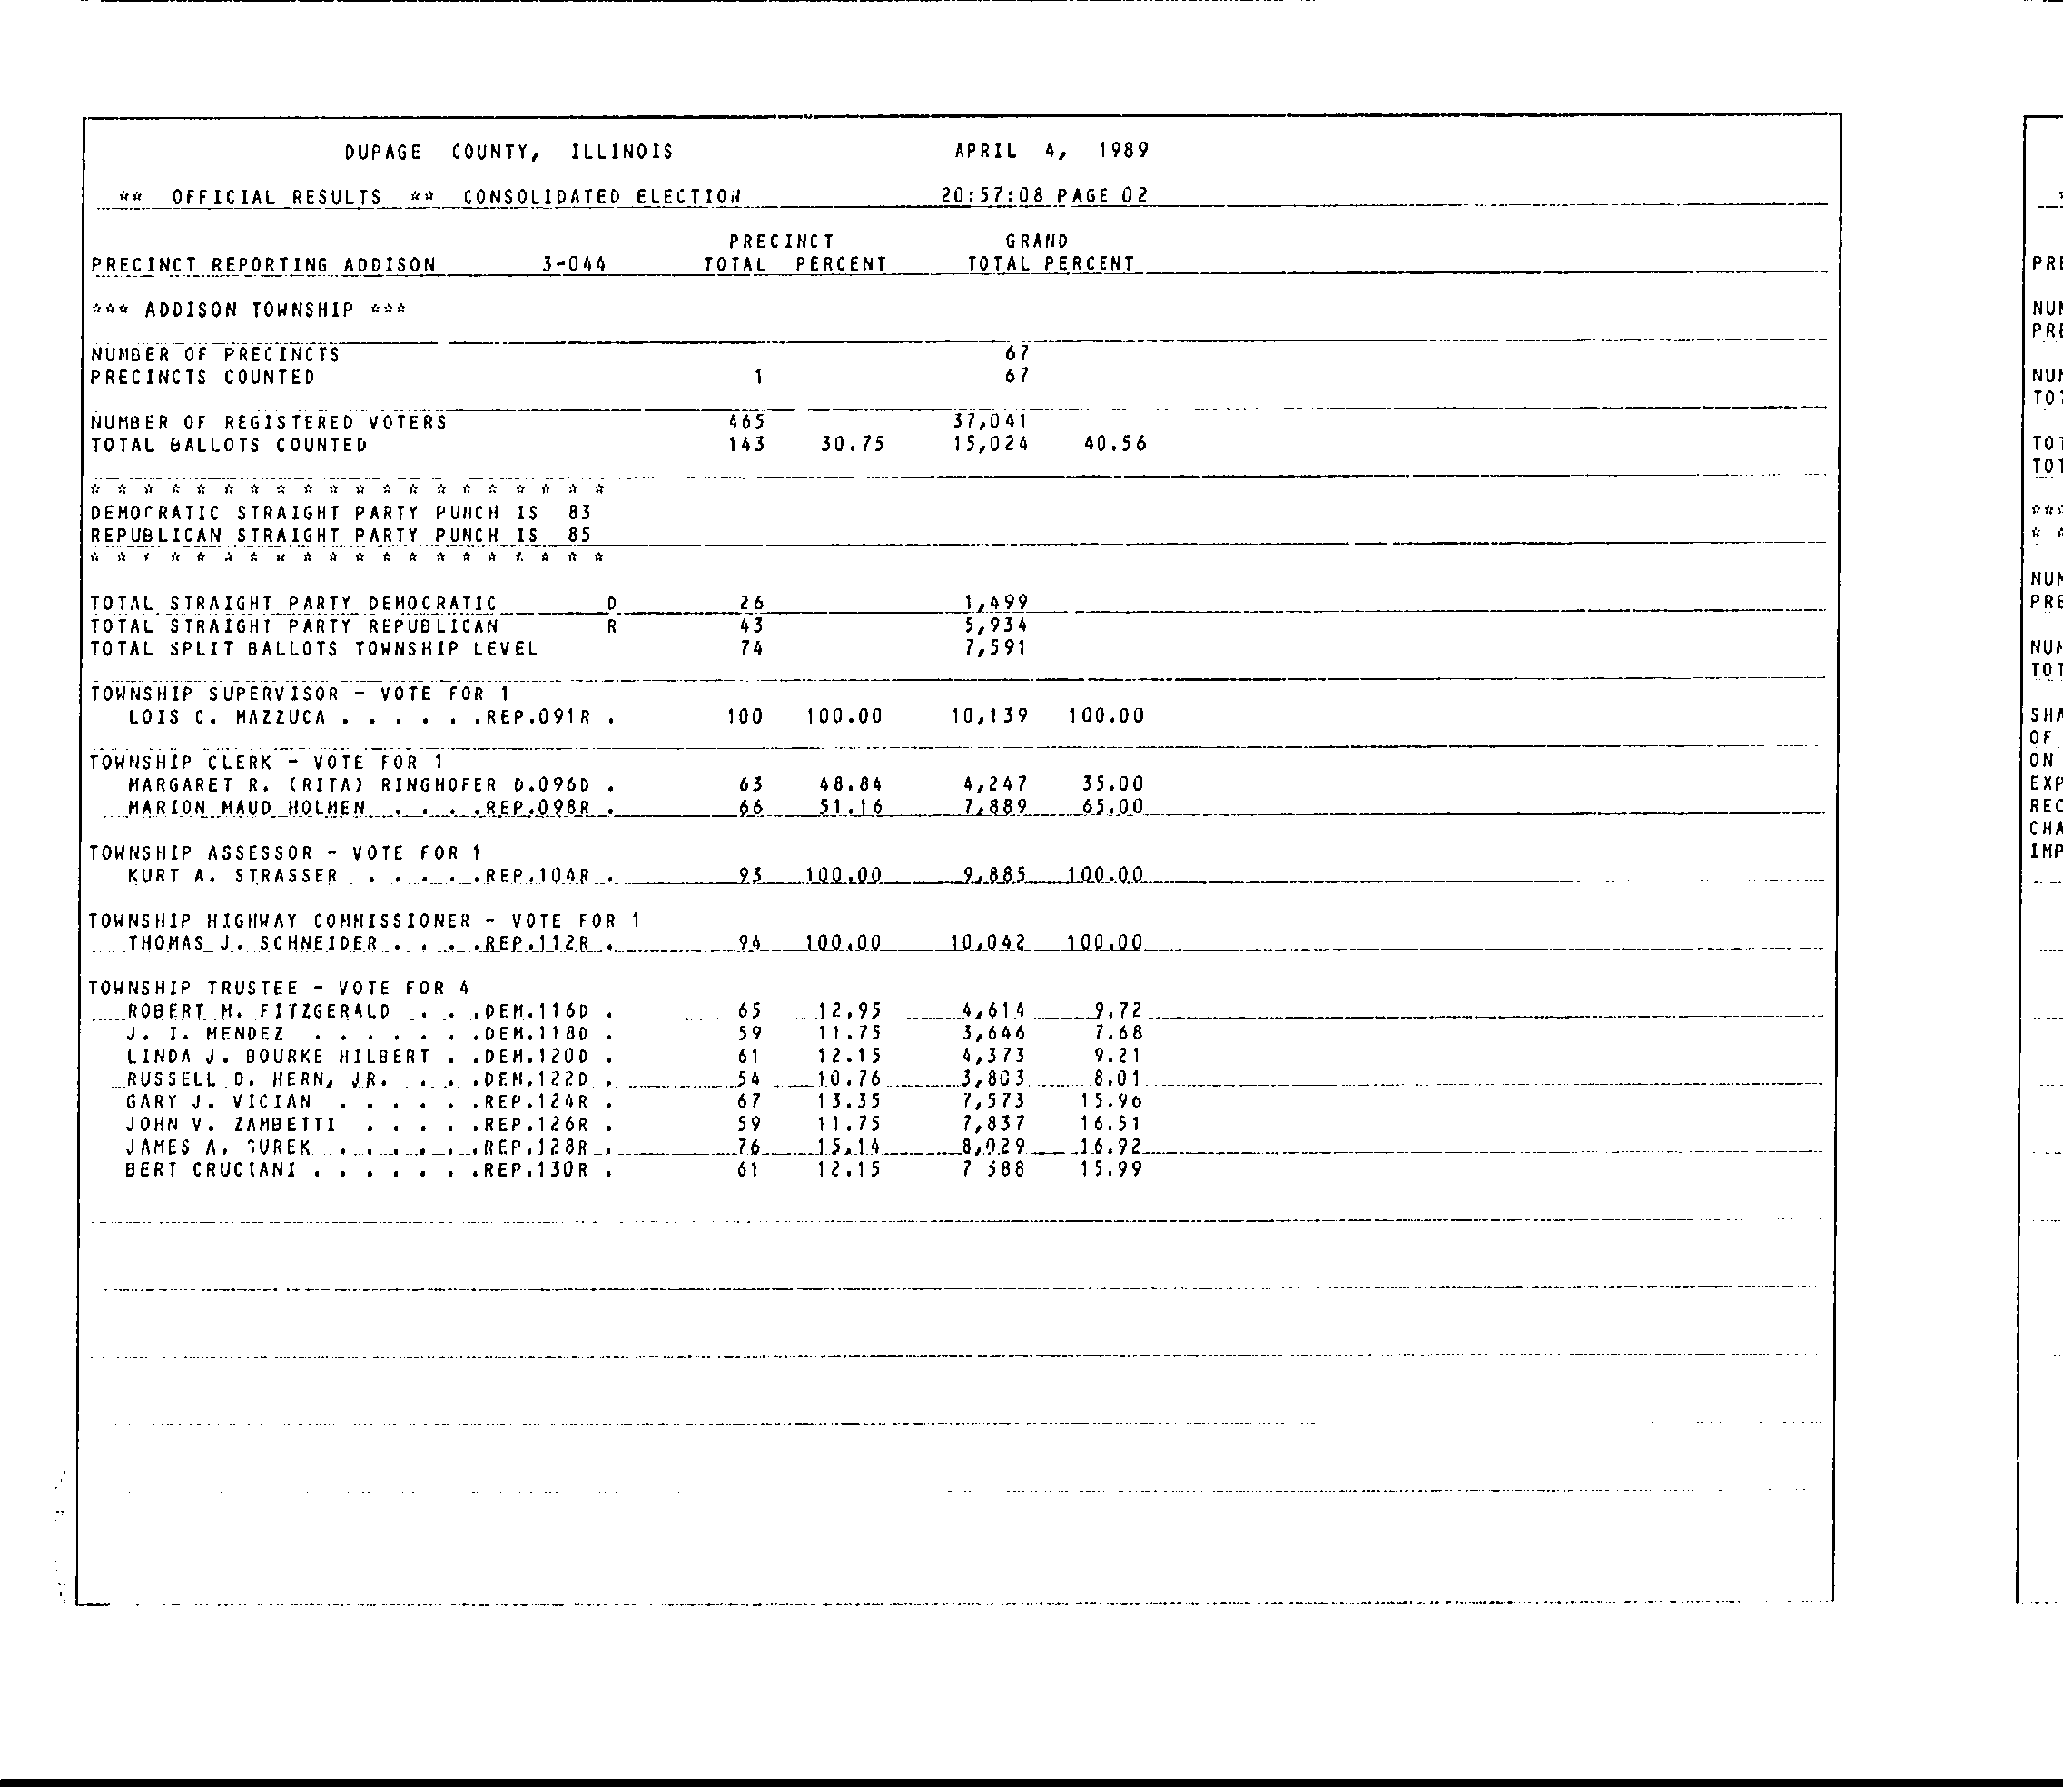 DUPAGE COUNTY, ILLINOIS APRIL 4, 1989
** OFFICIAL RESULTS ** CONSOLIDATED ELECTION 20:57:08 PAGE 02
PRECINCT GRAND
PRECINCT REPORTING ADDISON 3-044 TOTAL PERCENT TOTAL PERCENT
*** ADDISON TOWNSHIP ***
NUMBER OF PRECINCTS 67
PRECINCTS COUNTED 1 67
NUMBER OF REGISTERED VOTERS 465 37,041
TOTAL BALLOTS COUNTED 143 30.75 15,024 40.56
* * * * * * * * * * * * * * * * * * * *
DEMOCRATIC STRAIGHT PARTY PUNCH IS 83
REPUBLICAN STRAIGHT PARTY PUNCH IS 85
* * * * * * * * * * * * * * * * * * * *
TOTAL STRAIGHT PARTY DEMOCRATIC D 26 1,499
TOTAL STRAIGHT PARTY REPUBLICAN R 43 5,934
TOTAL SPLIT BALLOTS TOWNSHIP LEVEL 74 7,591
TOWNSHIP SUPERVISOR - VOTE FOR 1
LOIS C. MAZZUCA . . . . . .REP.091R . 100 100.00 10,139 100.00
TOWNSHIP CLERK - VOTE FOR 1
MARGARET R. (RITA) RINGHOFER D.096D . 63 48.84 4,247 35.00
MARION MAUD HOLMEN . . . .REP.098R . 66 51.16 7,889 65.00
TOWNSHIP ASSESSOR - VOTE FOR 1
KURT A. STRASSER . . . . .REP.104R . 93 100.00 9,885 100.00
TOWNSHIP HIGHWAY COMMISSIONER - VOTE FOR 1
THOMAS J. SCHNEIDER . . . .REP.112R . 94 100.00 10,042 100.00
TOWNSHIP TRUSTEE - VOTE FOR 4
ROBERT M. FITZGERALD . . .DEM.116D . 65 12.95 4,614 9.72
J. I. MENDEZ . . . . . . .DEM.118D . 59 11.75 3,646 7.68
LINDA J. BOURKE HILBERT . .DEM.120D . 61 12.15 4,373 9.21
RUSSELL D. HERN, JR. . . .DEM.122D . 54 10.76 3,803 8.01
GARY J. VICIAN . . . . . .REP.124R . 67 13.35 7,573 15.96
JOHN V. ZAMBETTI . . . . .REP.126R . 59 11.75 7,837 16.51
JAMES A. . . . . . . .REP.128R . 76 15.14 8,029 16.92
BERT CRUCIANI . . . . . . .REP.130R . 61 12.15 7 588 15.99
PRE
NUM
PRE
NUM
TOT
TOT
TOT
***
* *
NUM
PRE
NUM
TOT
SHA
OF
ON
EXP
REC
CHA
IMP